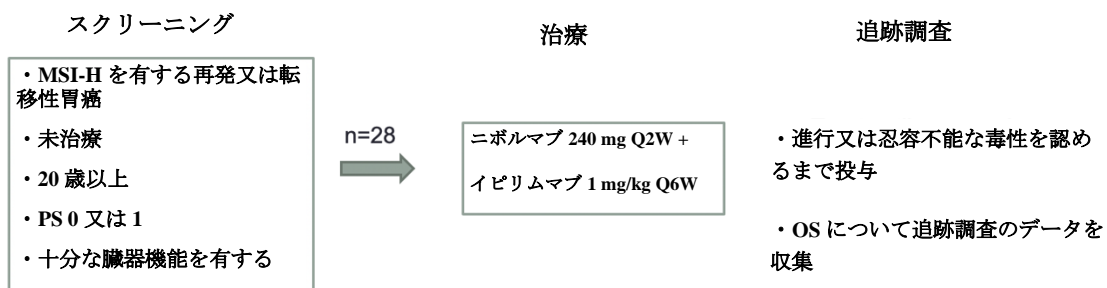 スクリーニング
・MSI-H を有する再発又は転
移性胃癌
・未治療
・20 歳以上
・PS 0 又は 1
・十分な臓器機能を有する
n=28
治療
ニボルマブ 240 mg Q2W +
イピリムマブ 1 mg/kg Q6W
追跡調査
・進行又は忍容不能な毒性を認め
るまで投与
・OS について追跡調査のデータを
収集